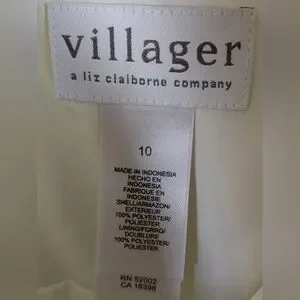 villager
a liz claiborne company
10
MADE IN INDONESIA
HECHO EN
INDONESIA
FABRIQUE EN
INDONESIE
SHELL/ARMAZON/
EXTERIEUR
100% POLYESTER/
POLIESTER
LINING/FORRO/
DOUBLURE
100% POLYESTER/
POLIESTER
RN 52002
CA 16396